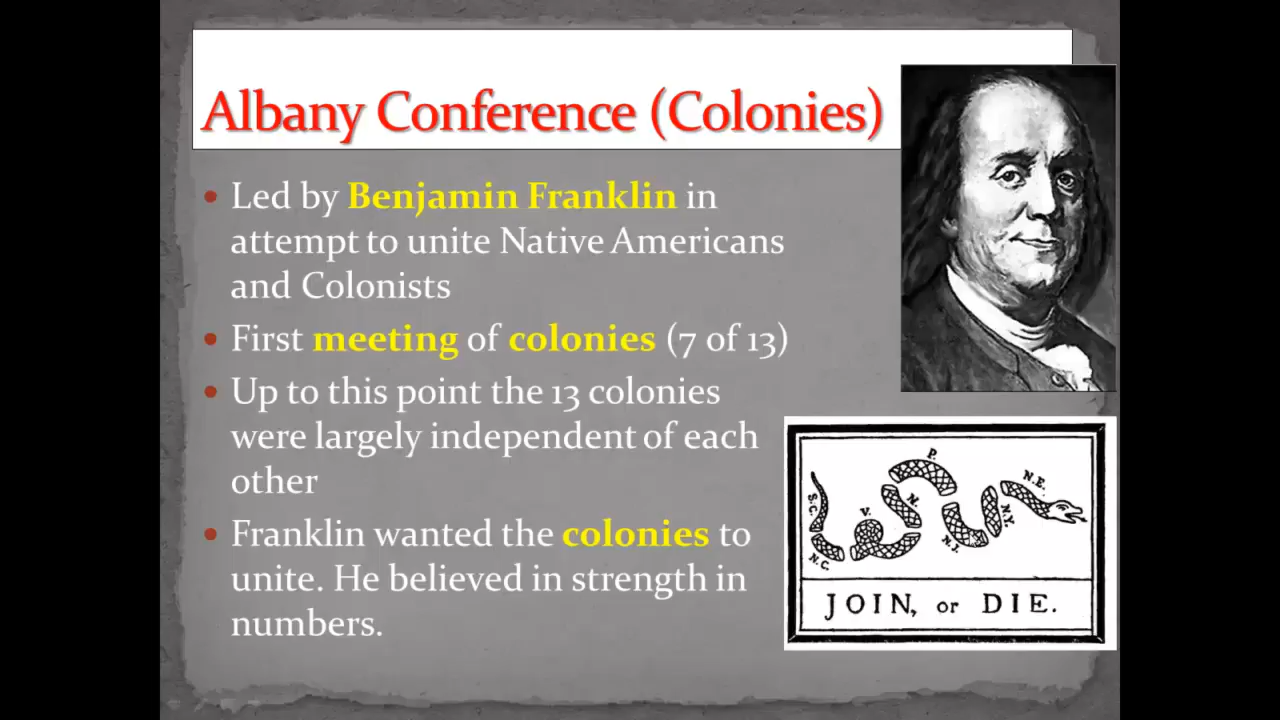 Albany Conference (Colonies)
• Led by Benjamin Franklin in
attempt to unite Native Americans
and Colonists
• First meeting of colonies (7 of 13)
• Up to this point the 13 colonies
were largely independent of each
other
• Franklin wanted the colonies to
unite. He believed in strength in
numbers.
S.C.
N.C.
V.
M.
P.
N.J.
N.Y.
N.E.
JOIN, or DIE.